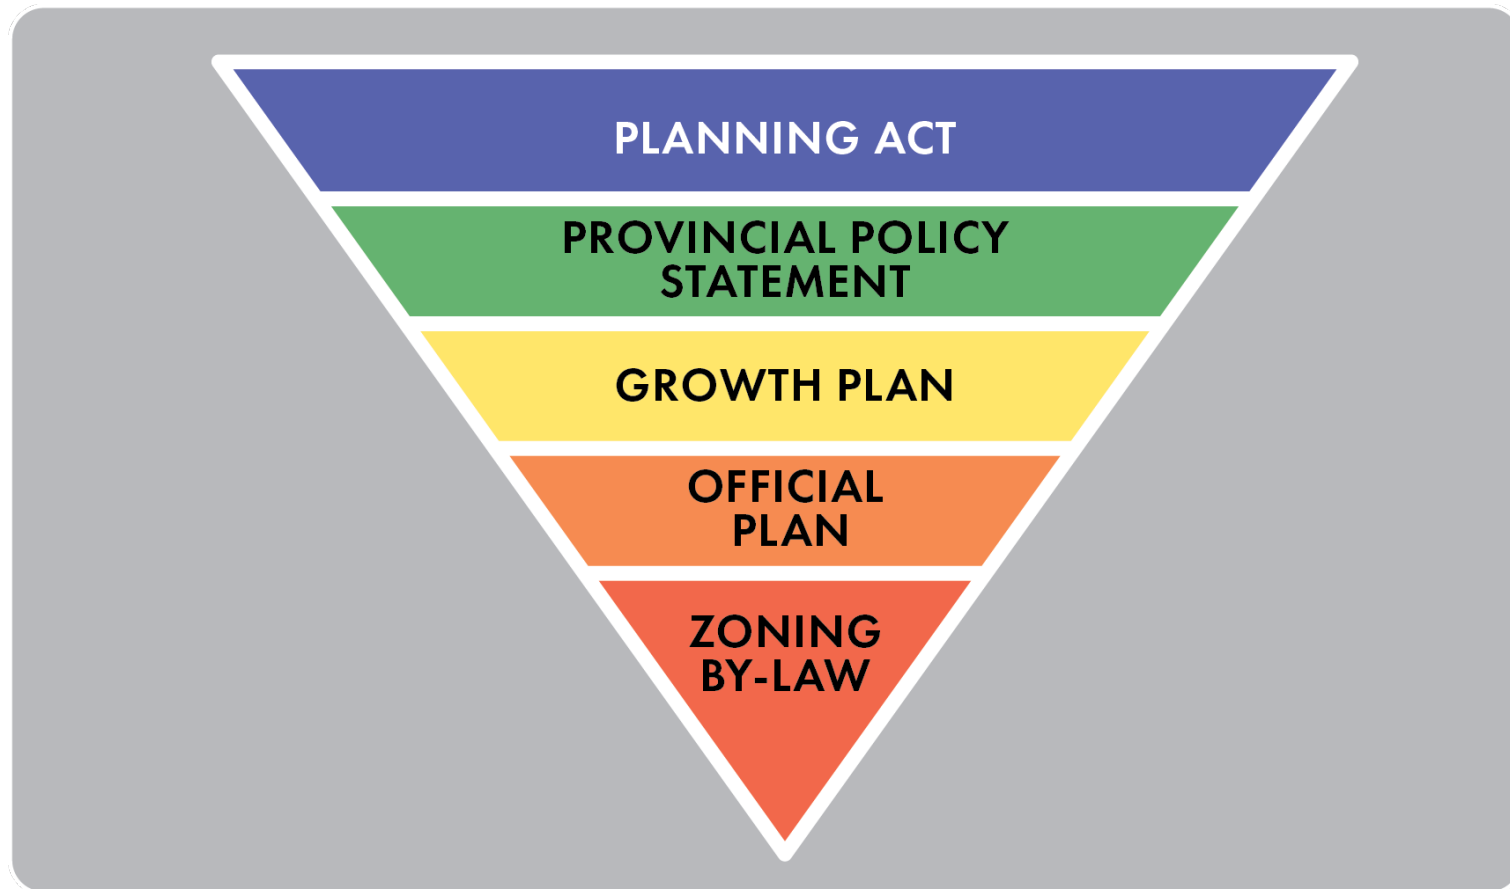 PLANNING ACT
PROVINCIAL POLICY
STATEMENT
GROWTH PLAN
OFFICIAL
PLAN
ZONING
BY-LAW